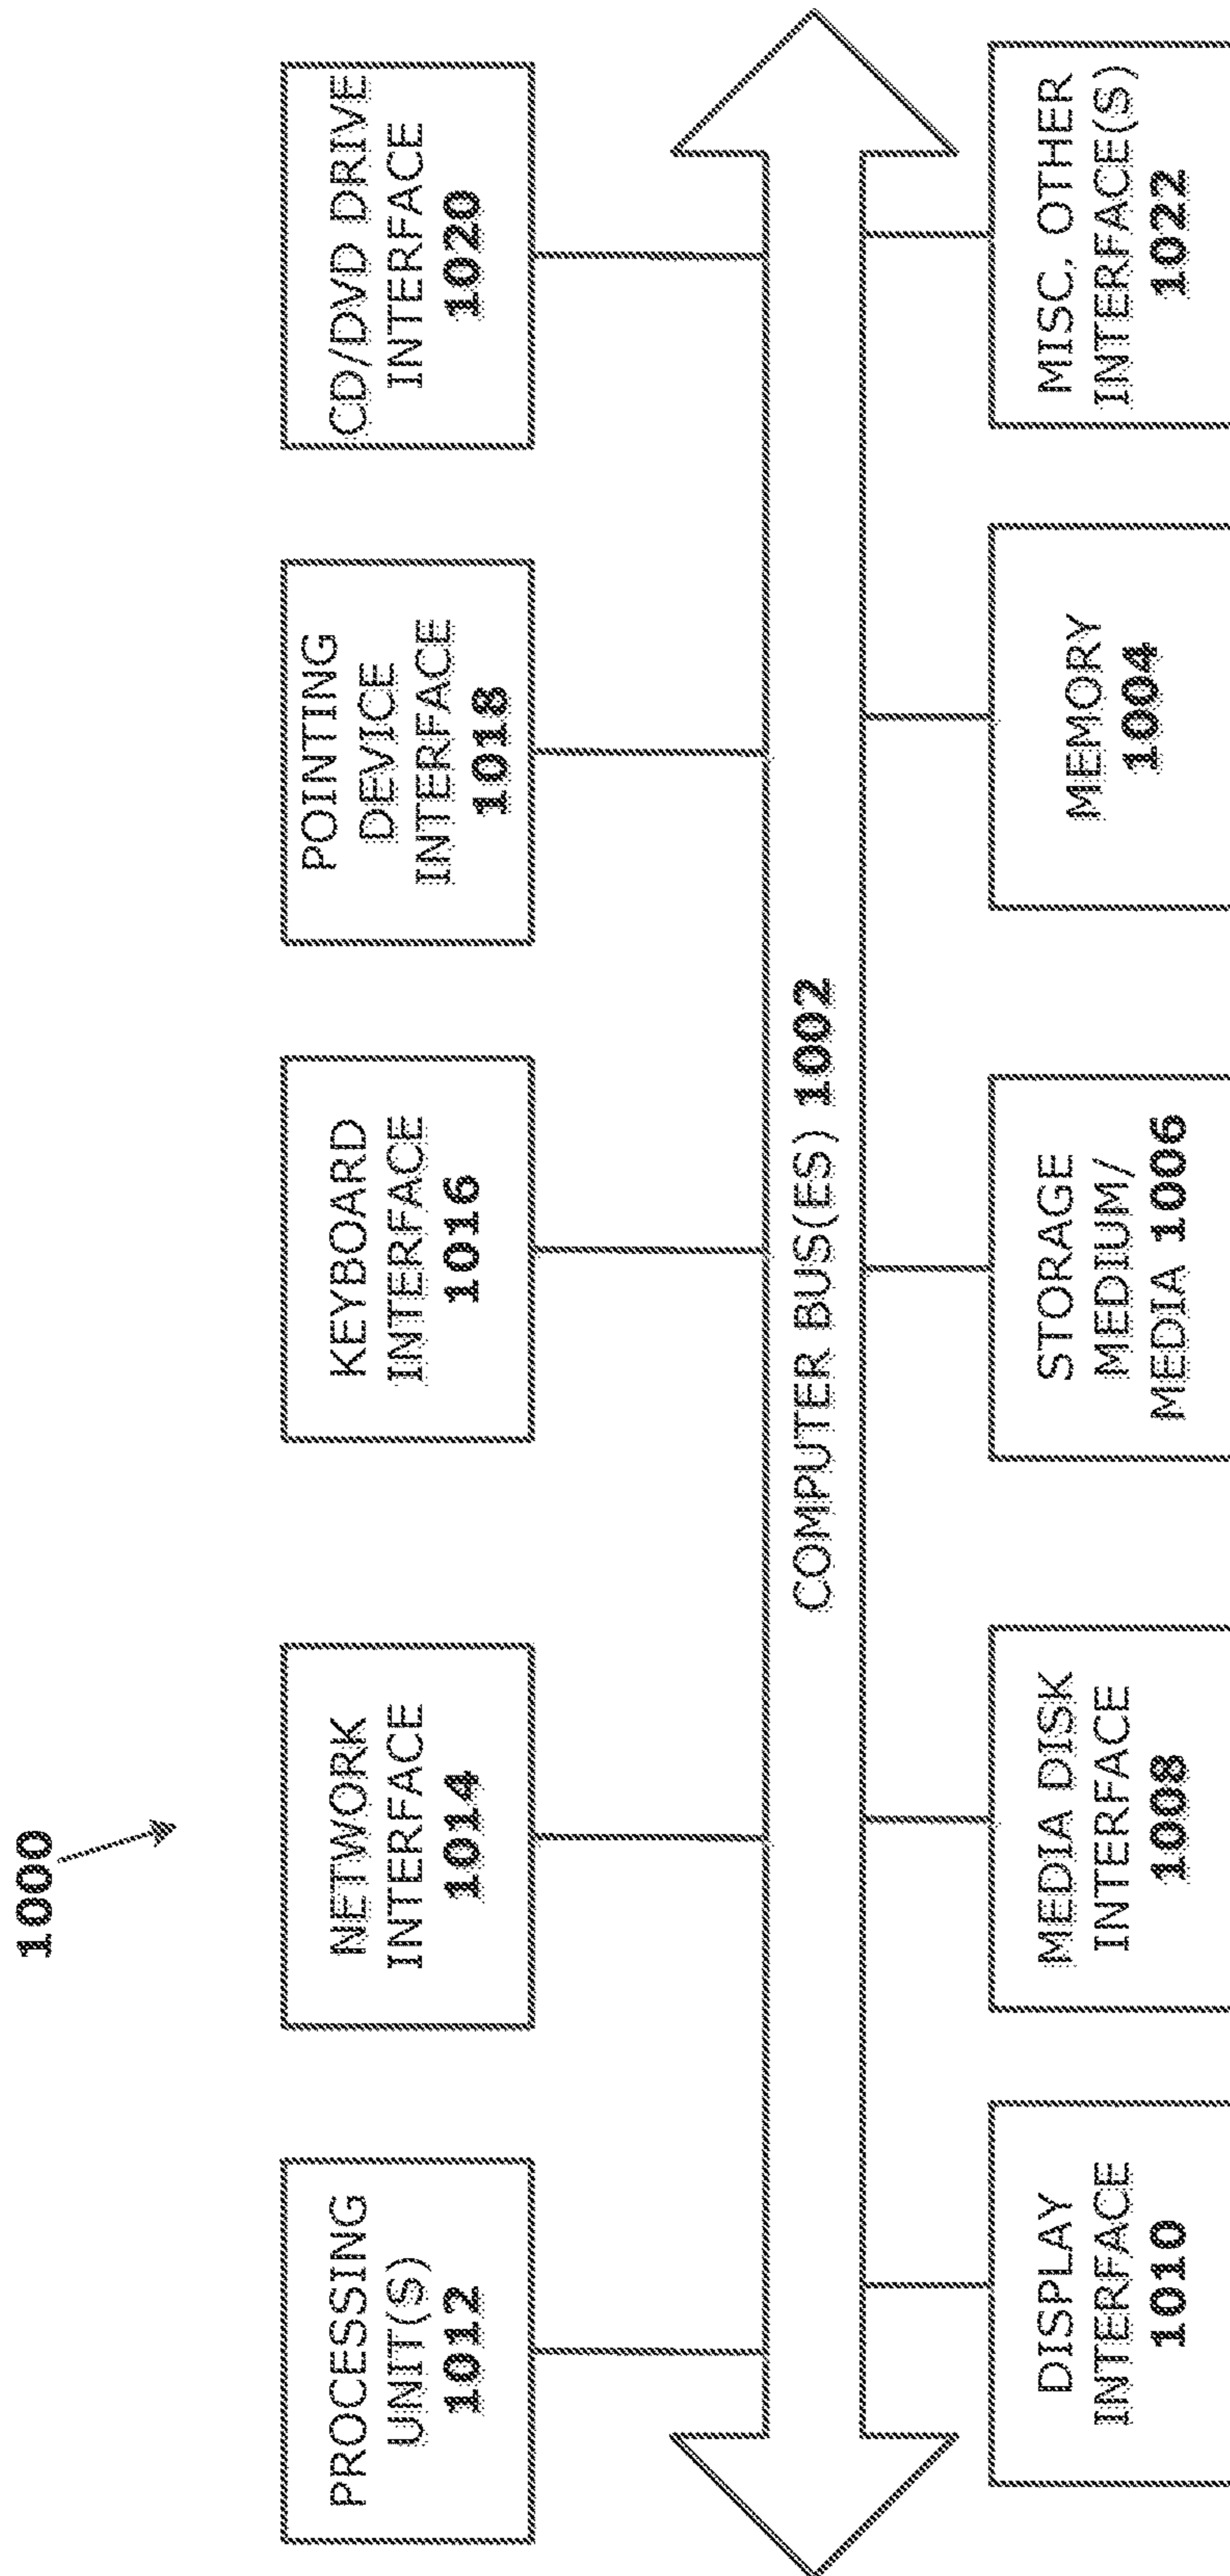 1000
PROCESSING
UNIT(S)
1012
NETWORK
INTERFACE
1014
KEYBOARD
INTERFACE
1016
POINTING
DEVICE
INTERFACE
1018
CD/DVD DRIVE
INTERFACE
1020
COMPUTER BUS(ES) 1002
DISPLAY
INTERFACE
1010
MEDIA DISK
INTERFACE
1008
STORAGE
MEDIUM/
MEDIA 1006
MEMORY
1004
MISC. OTHER
INTERFACE(S)
1022